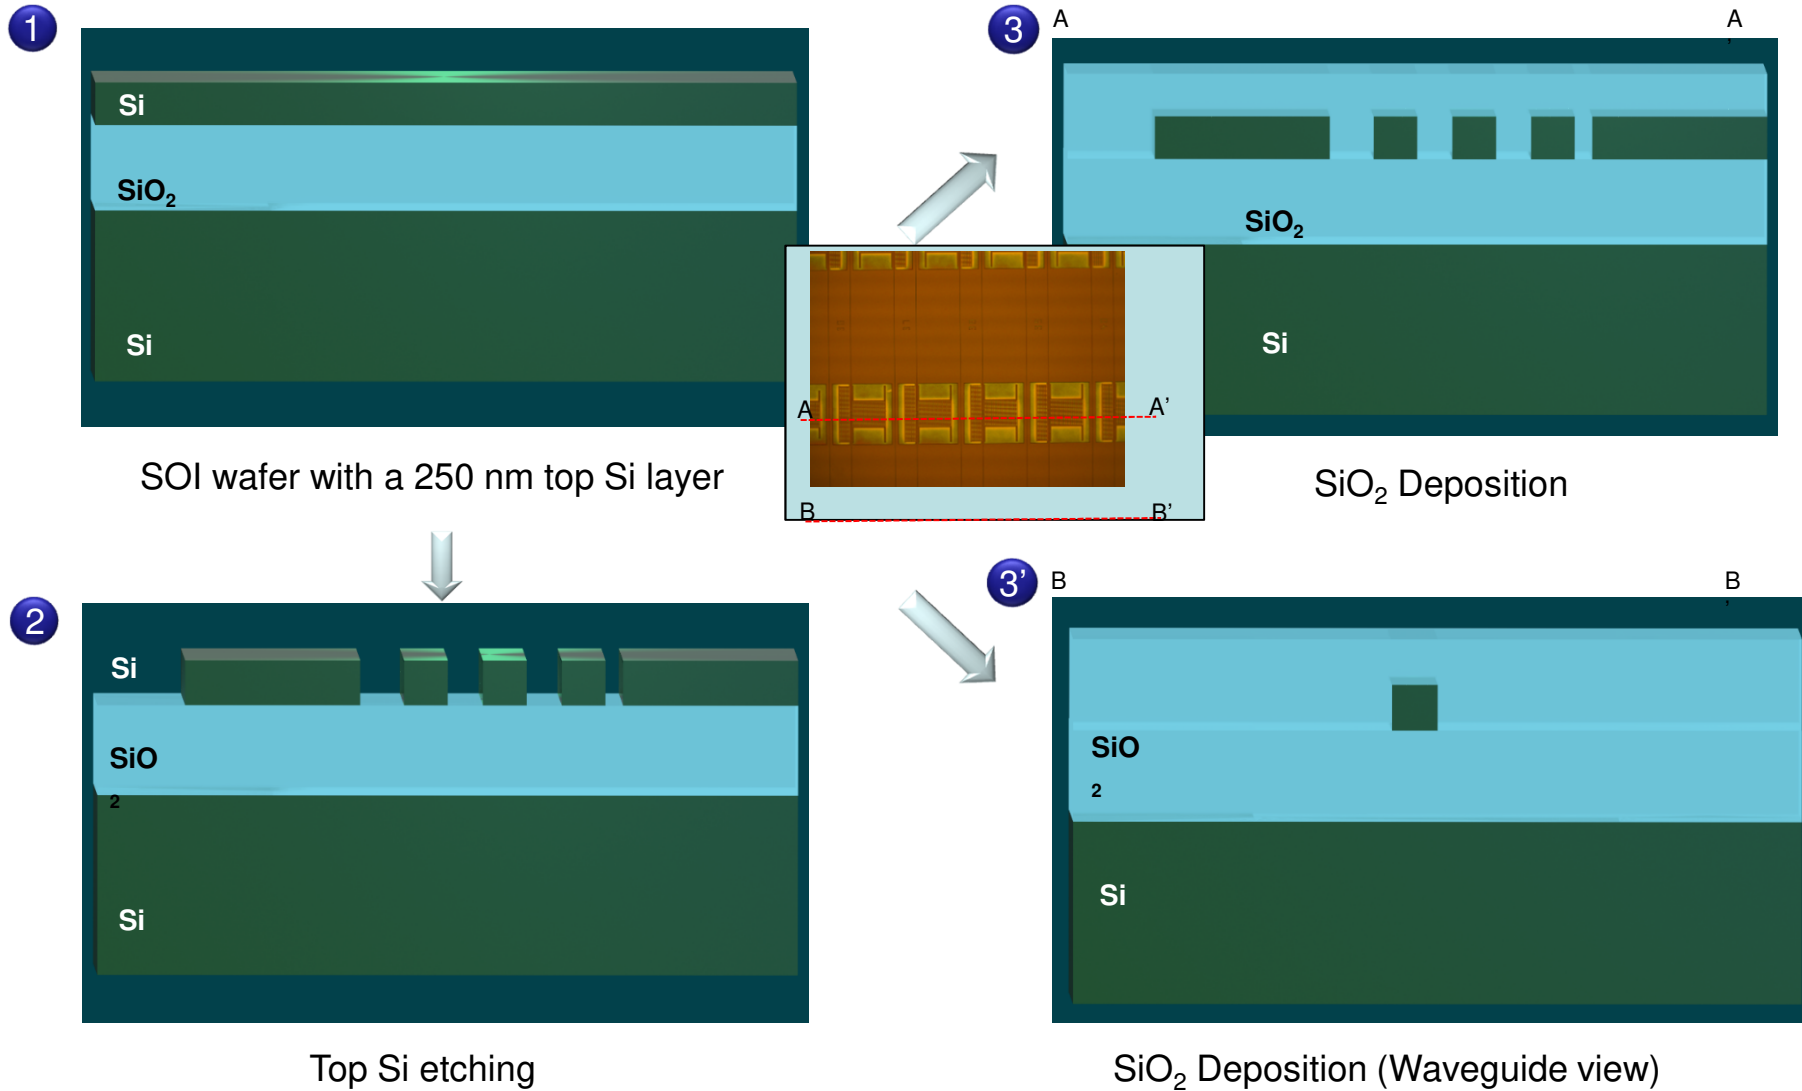 1
Si
SiO2
Si
SOI wafer with a 250 nm top Si layer
2
Si
SiO
2
Si
Top Si etching
A
A'
B
B'
3
A
A
'
SiO2
Si
SiO2 Deposition
3'
B
B
'
SiO
2
Si
SiO2 Deposition (Waveguide view)